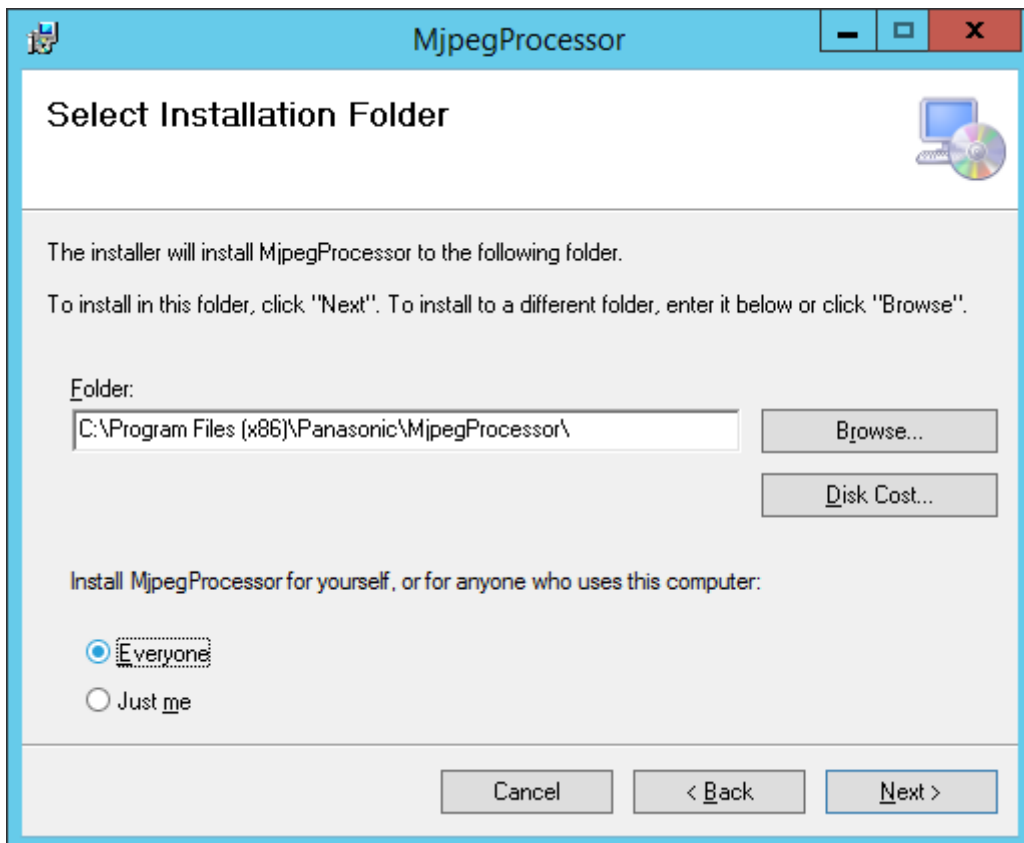 MjpegProcessor
Select Installation Folder
The installer will install MjpegProcessor to the following folder.
To install in this folder, click "Next". To install to a different folder, enter it below or click "Browse".
Folder:
C:\Program Files (x86)\Panasonic\MjpegProcessor\
Browse...
Disk Cost...
Install MjpegProcessor for yourself, or for anyone who uses this computer:
Everyone
Just me
Cancel
< Back
Next >